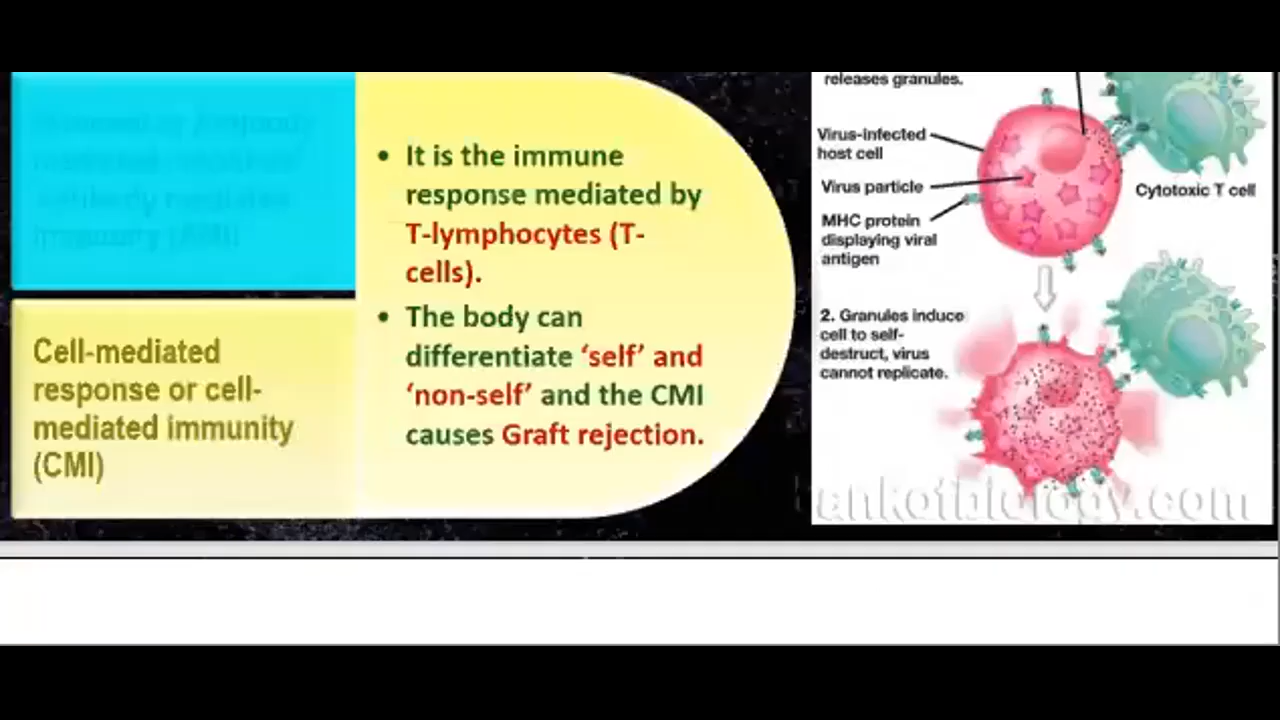 Cell-mediated
response or cell-
mediated immunity
(CMI)
• It is the immune
response mediated by
T-lymphocytes (T-
cells).
• The body can
differentiate ‘self’ and
‘non-self’ and the CMI
causes Graft rejection.
releases granules.
Virus-infected
host cell
Virus particle
MHC protein
displaying viral
antigen
Cytotoxic T cell
2. Granules induce
cell to self-
destruct, virus
cannot replicate.
ankofbiology.com